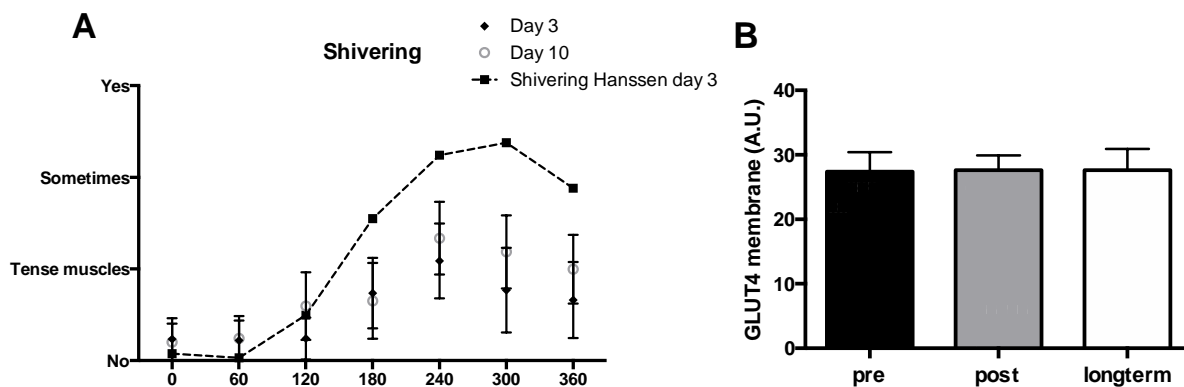 A
Shivering
Day 3
Day 10
Shivering Hanssen day 3
Yes
Sometimes
Tense muscles
No
0 60 120 180 240 300 360
B
GLUT4 membrane (A.U.)
40
30
20
10
0
pre post longterm